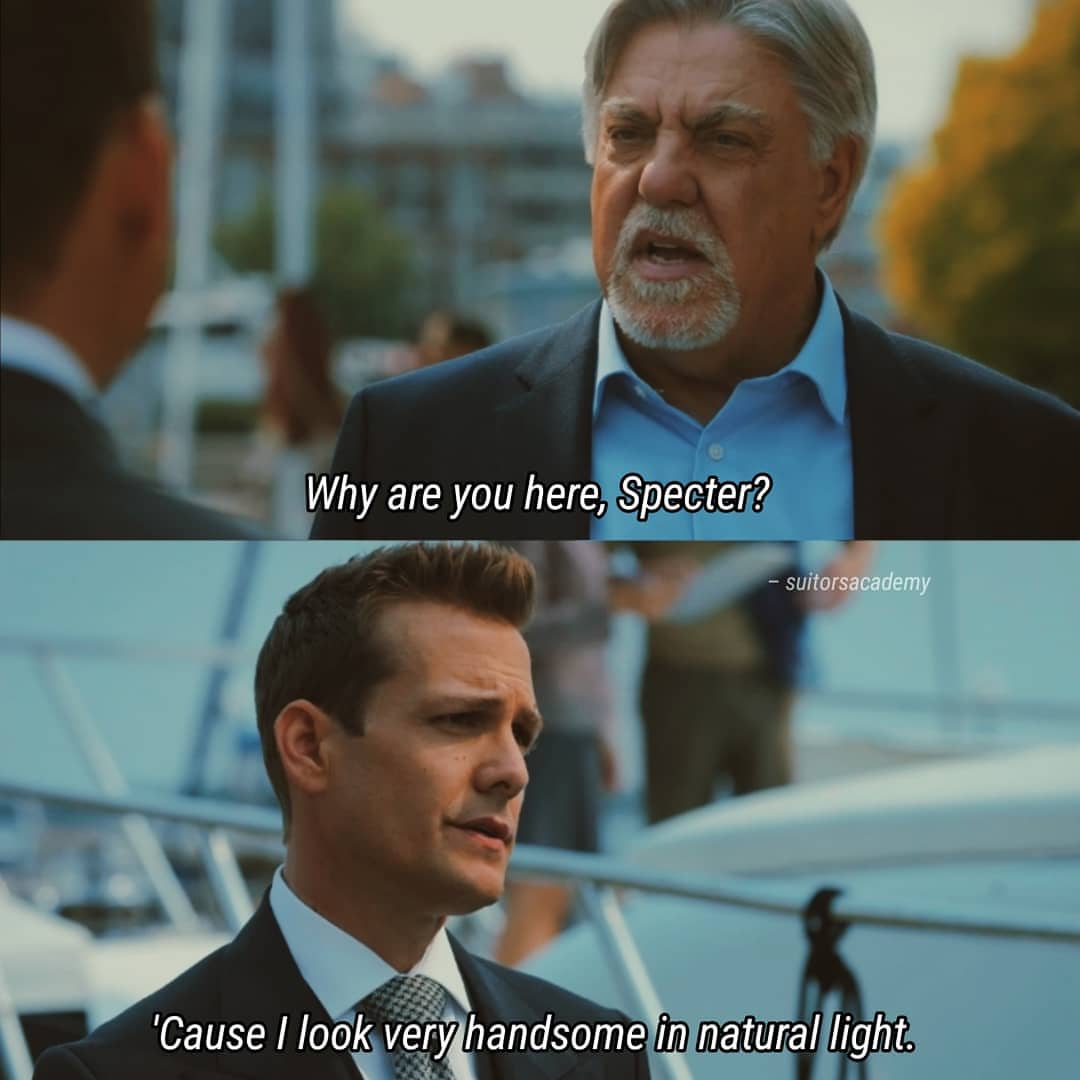 Why are you here, Specter?
– suitorsacademy
'Cause I look very handsome in natural light.